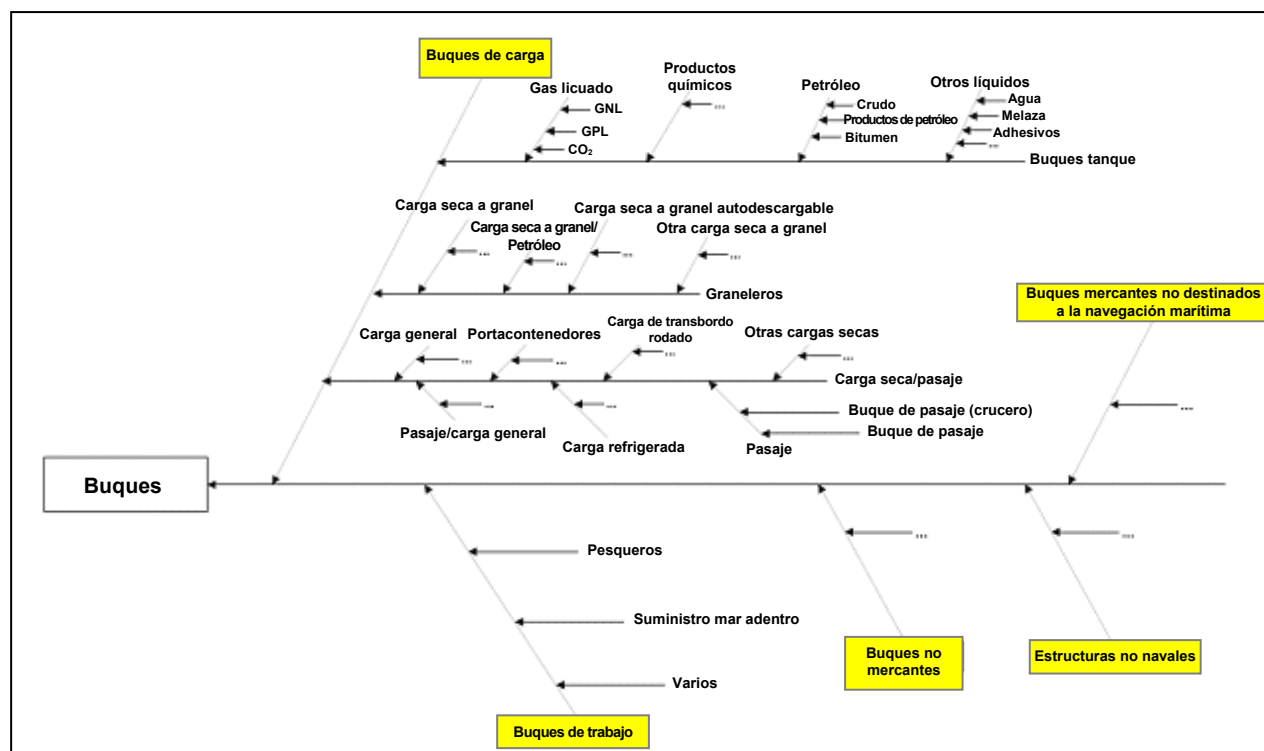 Buques de carga
Gas licuado
GNL
GPL
CO₂
Productos
químicos
...
Petróleo
Crudo
Productos de petróleo
Bitumen
Otros líquidos
Agua
Melaza
Adhesivos
...
Buques tanque
Carga seca a granel
...
Carga seca a granel/
Petróleo
...
Carga seca a granel autodescargable
...
Otra carga seca a granel
...
Graneleros
Buques mercantes no destinados
a la navegación marítima
...
Carga general
...
Portacontenedores
...
Carga de transbordo
rodado
...
Otras cargas secas
...
Carga seca/pasaje
...
Pasaje/carga general
...
Carga refrigerada
Buque de pasaje (crucero)
Buque de pasaje
Pasaje
Buques
Pesqueros
Suministro mar adentro
Varios
Buques de trabajo
...
Buques no
mercantes
...
Estructuras no navales